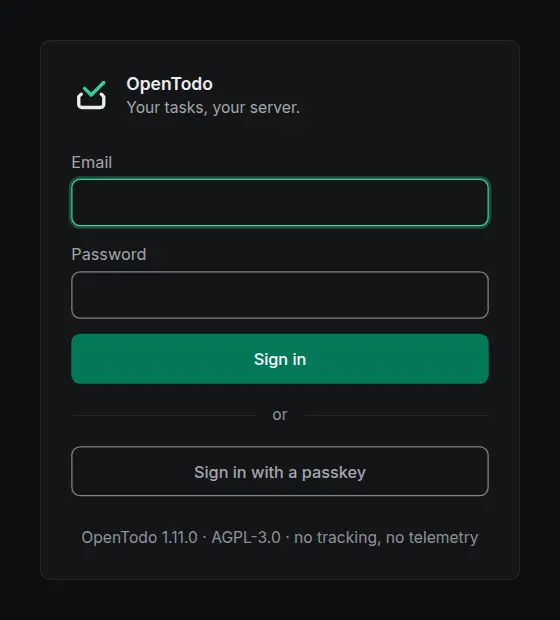 OpenTodo
Your tasks, your server.
Email
Password
Sign in
or
Sign in with a passkey
OpenTodo 1.11.0 · AGPL-3.0 · no tracking, no telemetry